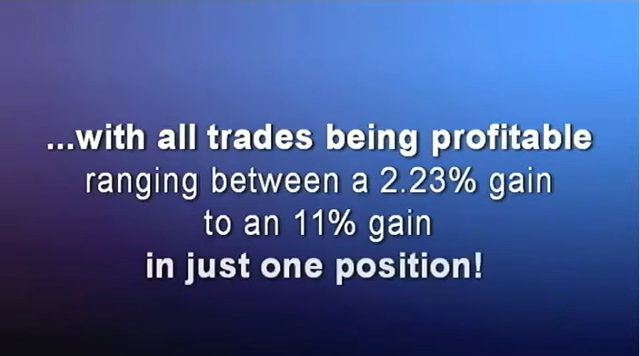 ...with all trades being profitable
ranging between a 2.23% gain
to an 11% gain
in just one position!